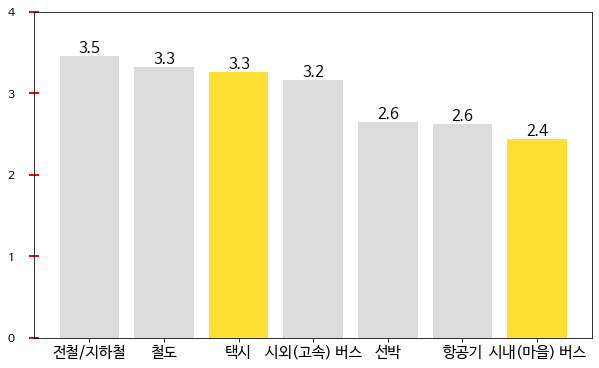 4
3
2
1
0
3.5
3.3
3.3
3.2
2.6
2.6
2.4
전철/지하철
철도
택시
시외(고속) 버스
선박
항공기
시내(마을) 버스